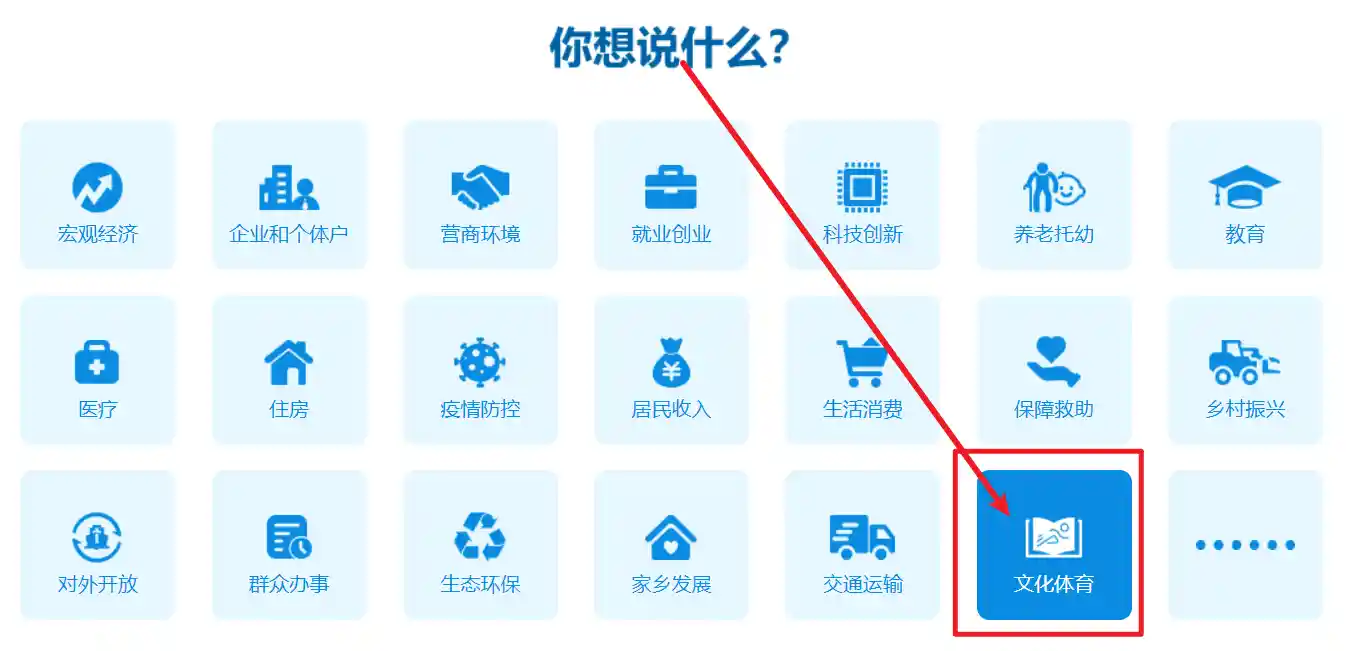 你想说什么?
宏观经济 企业和个体户 营商环境 就业创业 科技创新 养老托幼 教育
医疗 住房 疫情防控 居民收入 生活消费 保障救助 乡村振兴
对外开放 群众办事 生态环保 家乡发展 交通运输 文化体育 ······